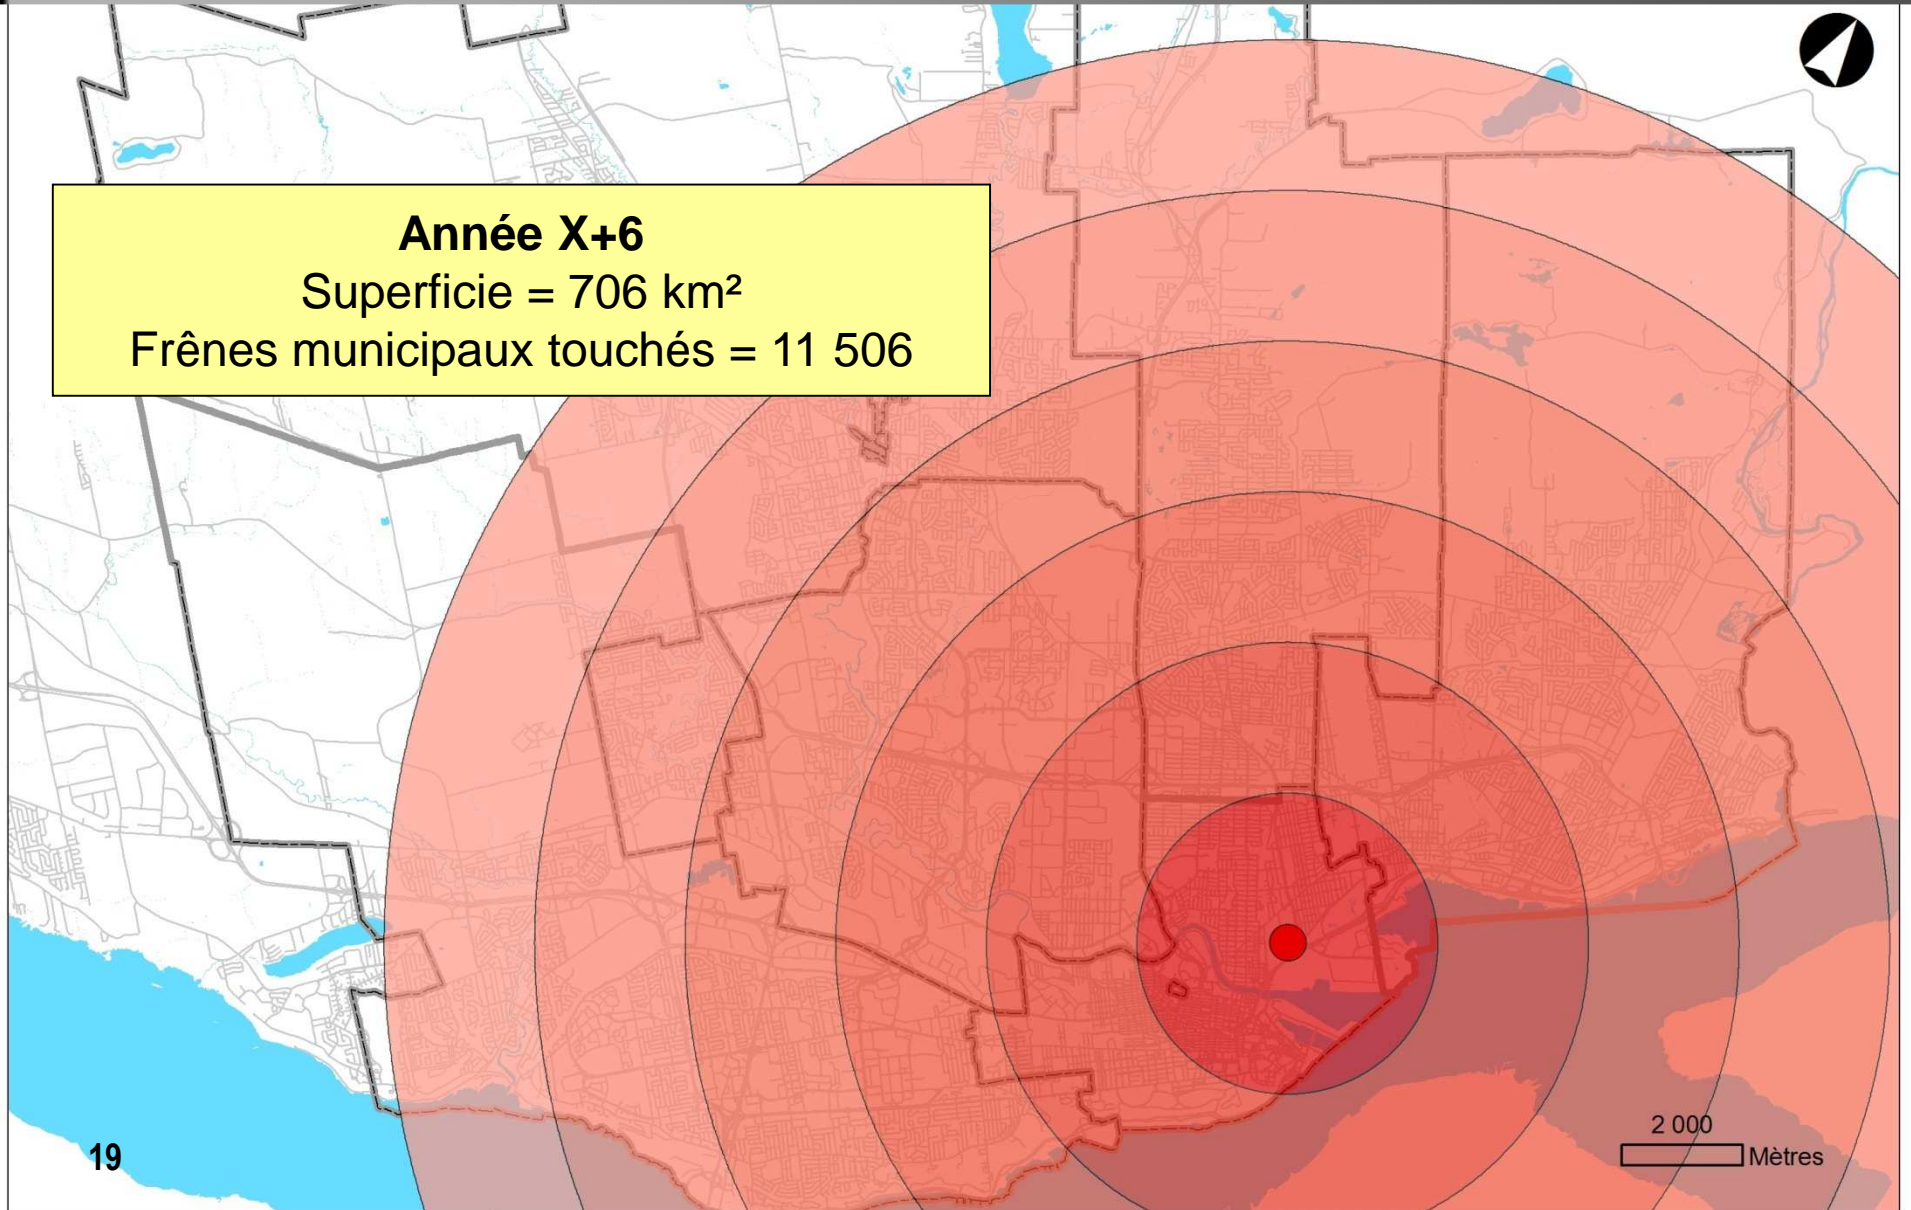 Année X+6
Superficie = 706 km²
Frênes municipaux touchés = 11 506
2 000
Mètres
19